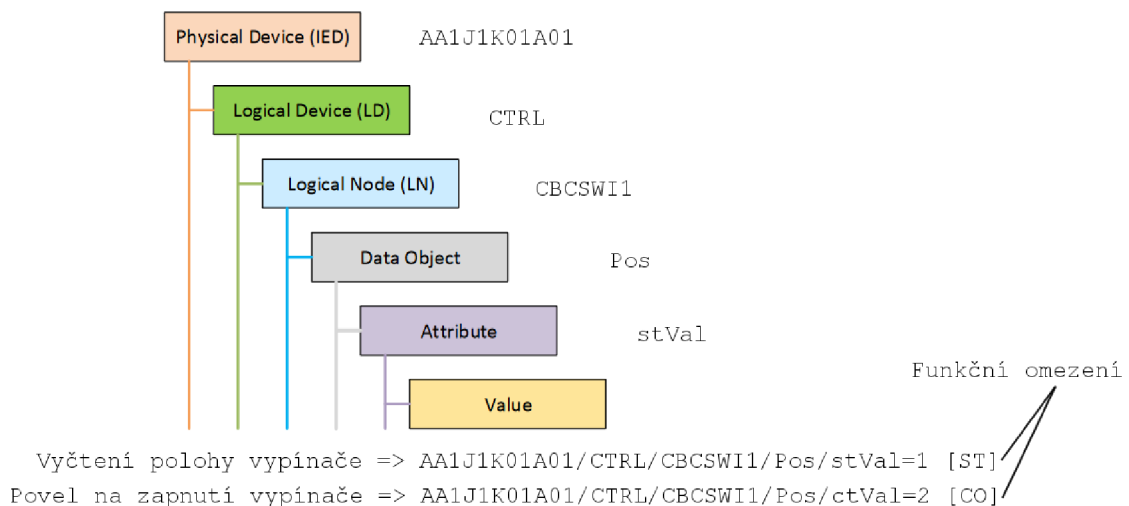 Physical Device (IED) AA1J1K01A01
Logical Device (LD) CTRL
Logical Node (LN) CBCSWI1
Data Object Pos
Attribute stVal
Funkční omezení
Value
Vyčtení polohy vypínače => AA1J1K01A01/CTRL/CBCSWI1/Pos/stVal=1 [ST]
Povel na zapnutí vypínače => AA1J1K01A01/CTRL/CBCSWI1/Pos/ctVal=2 [CO]